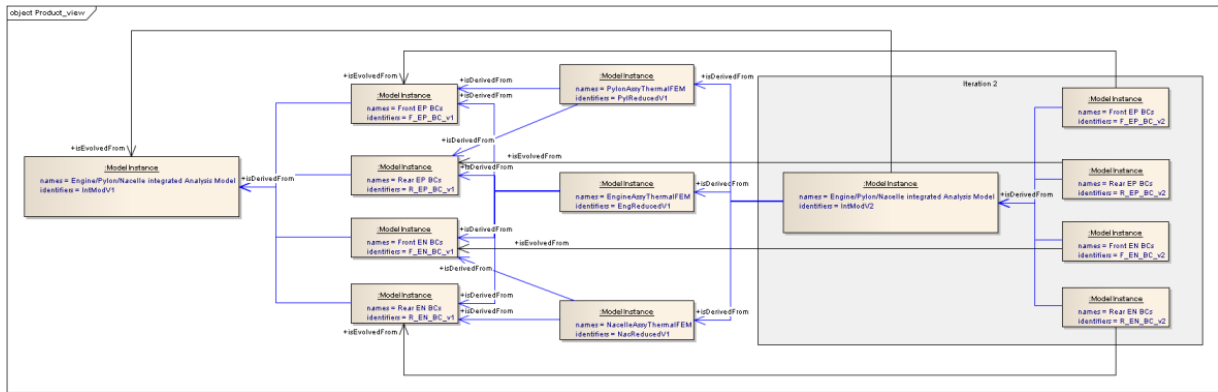 object Product_view
+isEvolvedFrom
:ModelInstance
names = Engine/Pylon/Nacelle integrated Analysis Model
identifiers = IntModV1
+isDerivedFrom
+isEvolvedFrom
:ModelInstance
names = Front EP BCs
identifiers = F_EP_BC_v1
:ModelInstance
names = Rear EP BCs
identifiers = R_EP_BC_v1
:ModelInstance
names = Front EN BCs
identifiers = F_EN_BC_v1
:ModelInstance
names = Rear EN BCs
identifiers = R_EN_BC_v1
+isEvolvedFrom
+isDerivedFrom
+isDerivedFrom
+isDerivedFrom
+isEvolvedFrom
+isDerivedFrom
+isDerivedFrom
+isEvolvedFrom
+isDerivedFrom
+isDerivedFrom
+isDerivedFrom
:ModelInstance
names = PylonAssyThermalFEM
identifiers = PylReducedV1
:ModelInstance
names = EngineAssyThermalFEM
identifiers = EngReducedV1
:ModelInstance
names = NacelleAssyThermalFEM
identifiers = NacReducedV1
+isDerivedFrom
+isDerivedFrom
+isDerivedFrom
Iteration 2
:ModelInstance
names = Engine/Pylon/Nacelle integrated Analysis Model
identifiers = IntModV2
+isDerivedFrom
:ModelInstance
names = Front EP BCs
identifiers = F_EP_BC_v2
:ModelInstance
names = Rear EP BCs
identifiers = R_EP_BC_v2
:ModelInstance
names = Front EN BCs
identifiers = F_EN_BC_v2
:ModelInstance
names = Rear EN BCs
identifiers = R_EN_BC_v2